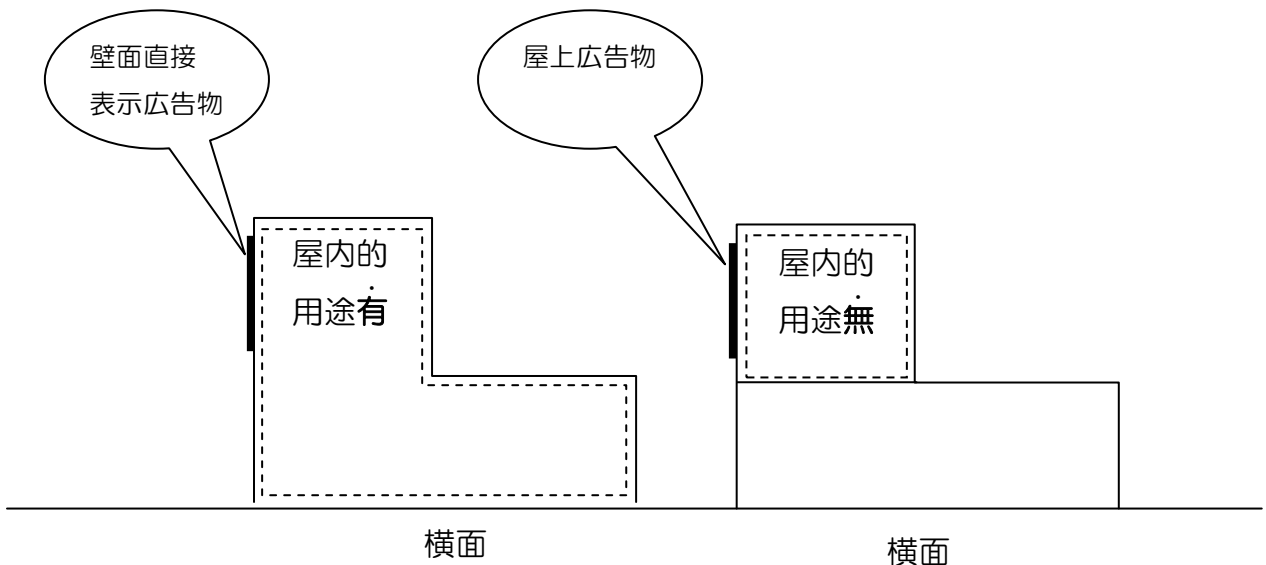 壁面直接
表示広告物
屋上広告物
屋内的
用途有
屋内的
用途無
横面
横面